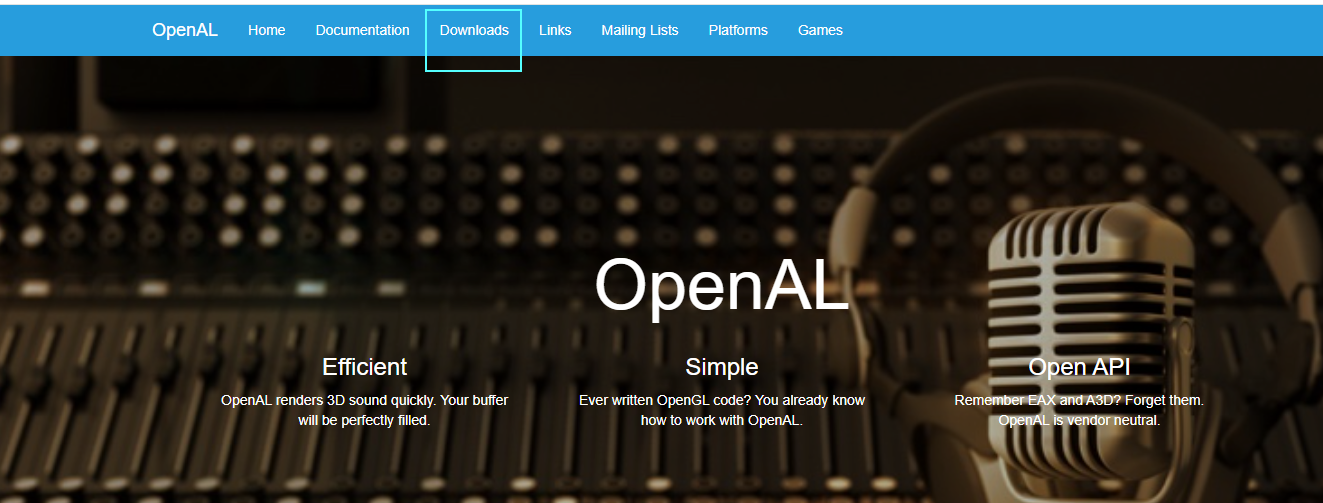 OpenAL Home Documentation Downloads Links Mailing Lists Platforms Games
OpenAL
Efficient
OpenAL renders 3D sound quickly. Your buffer
will be perfectly filled.
Simple
Ever written OpenGL code? You already know
how to work with OpenAL.
Open API
Remember EAX and A3D? Forget them.
OpenAL is vendor neutral.